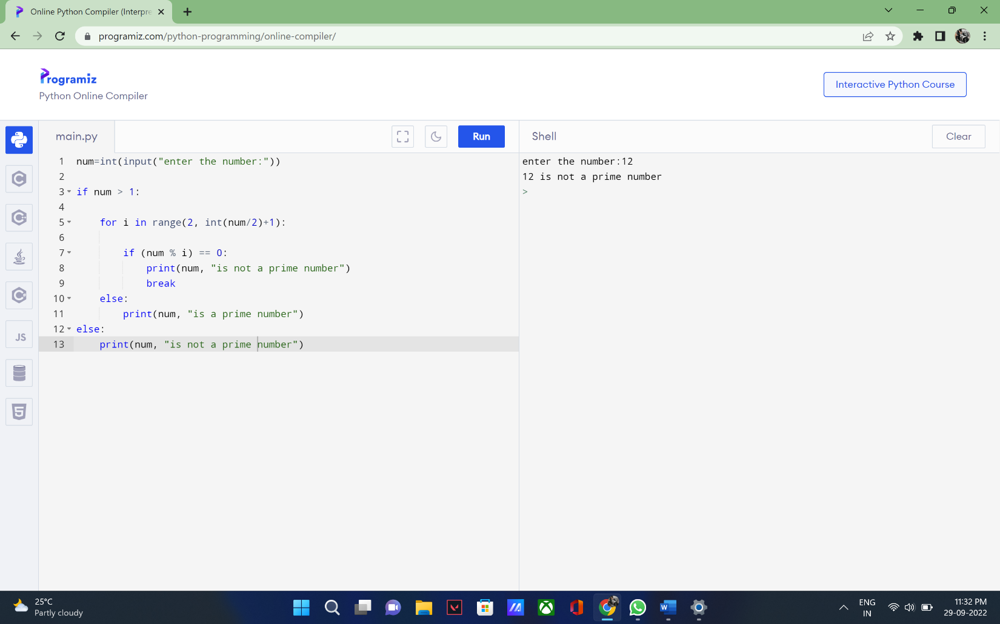 Online Python Compiler (Interpre
programiz.com/python-programming/online-compiler/
Programiz
Python Online Compiler
Interactive Python Course
main.py
Run
Shell
Clear
1 num=int(input("enter the number:"))
2
3 if num > 1:
4
5 for i in range(2, int(num/2)+1):
6
7 if (num % i) == 0:
8 print(num, "is not a prime number")
9 break
10 else:
11 print(num, "is a prime number")
12 else:
13 print(num, "is not a prime number")
enter the number:12
12 is not a prime number
>
JS
25°C
Partly cloudy
ENG
IN
11:32 PM
29-09-2022